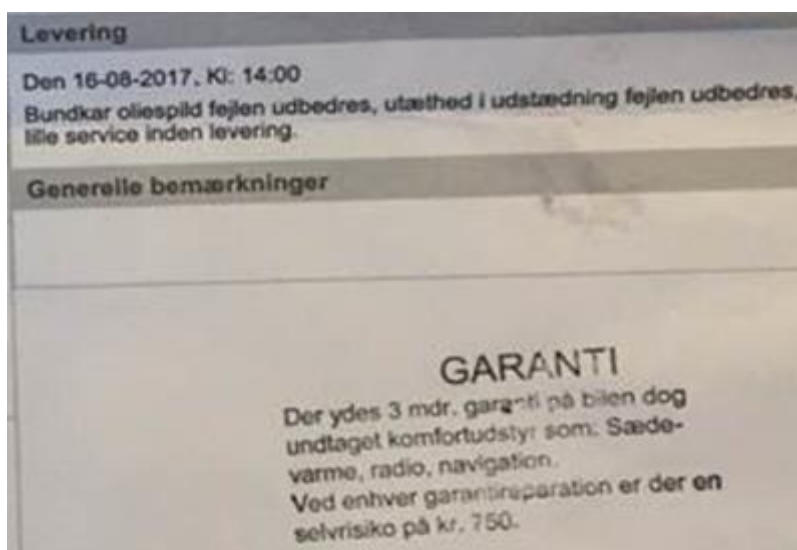 Levering
Den 16-08-2017. Kl: 14:00
Bundkar oliespild fejlen udbedres, utæthed i udstædning fejlen udbedres,
lille service inden levering.
Generelle bemærkninger
GARANTI
Der ydes 3 mdr. garanti på bilen dog
undtaget komfortudstyr som: Sæde-
varme, radio, navigation.
Ved enhver garantireparation er der en
selvrisiko på kr. 750.